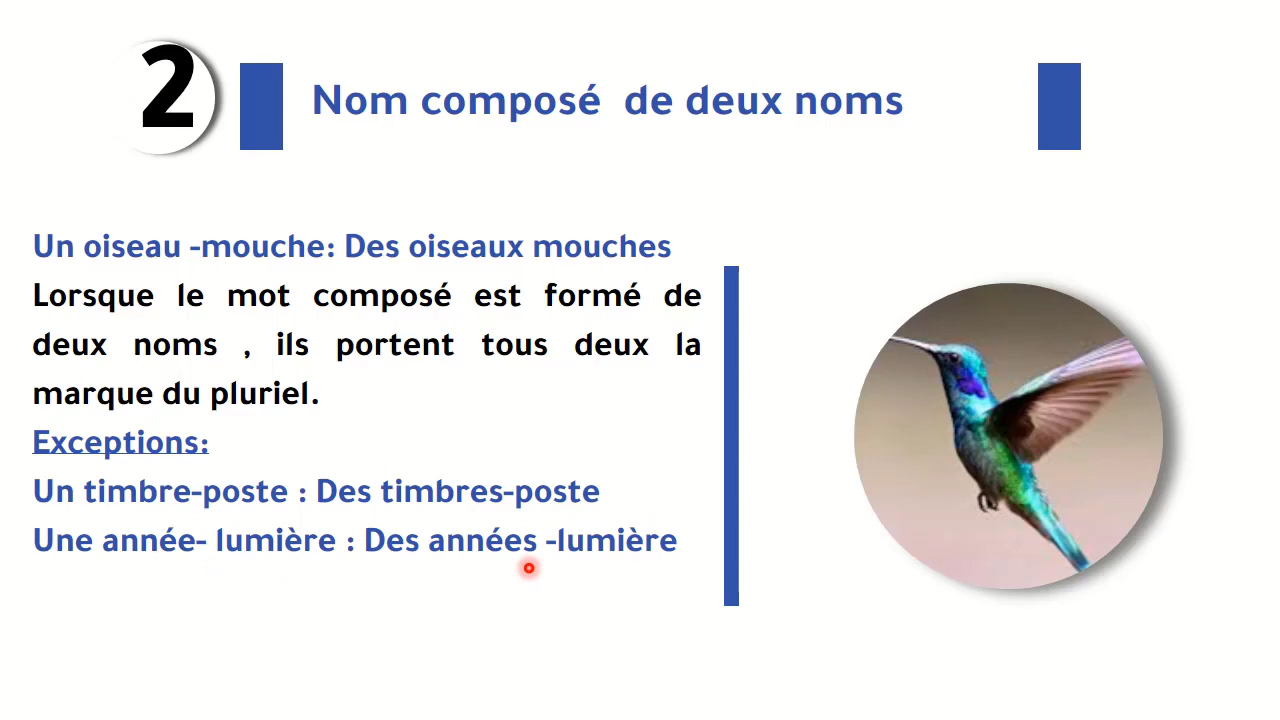 2
Nom composé de deux noms
Un oiseau -mouche: Des oiseaux mouches
Lorsque le mot composé est formé de
deux noms , ils portent tous deux la
marque du pluriel.
Exceptions:
Un timbre-poste : Des timbres-poste
Une année- lumière : Des années -lumière